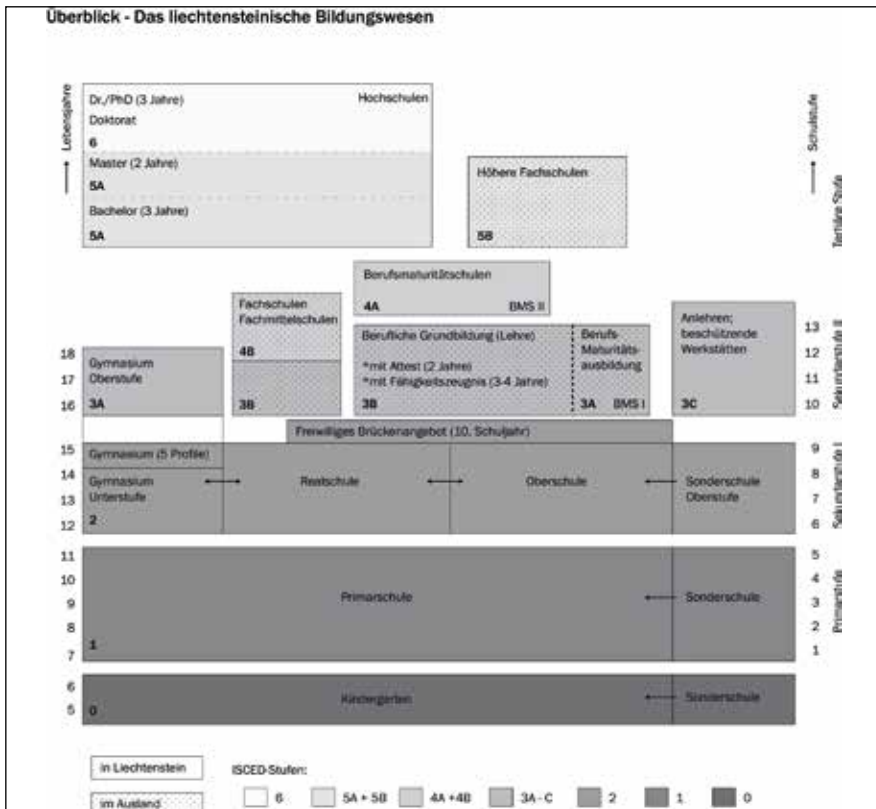 Überblick - Das liechtensteinische Bildungswesen
Lebensjahre
Schulstufe
Dr./PhD (3 Jahre)
Hochschulen
Doktorat
6
Master (2 Jahre)
5A
Bachelor (3 Jahre)
5A
Höhere Fachschulen
5B
Tertiäre Stufe
Berufsmaturitätschulen
4A
BMS II
Fachschulen
Fachmittelschulen
4B
3B
Berufliche Grundbildung (Lehre)
*mit Attest (2 Jahre)
*mit Fähigkeitszeugnis (3-4 Jahre)
3B
Berufs-
Maturitäts-
ausbildung
3A
BMS I
Anlehren;
beschützende
Werkstätten
3C
18
17
16
Gymnasium
Oberstufe
3A
13
12
11
10
Sekundarstufe II
Freiwilliges Brückenangebot (10. Schuljahr)
15
14
13
12
Gymnasium (5 Profile)
Gymnasium
Unterstufe
2
Realschule
Oberschule
Sonderschule
Oberstufe
9
8
7
6
Sekundarstufe I
11
10
9
8
7
Primarschule
1
Sonderschule
5
4
3
2
1
Primarstufe
6
5
0
Kindergarten
Sonderschule
in Liechtenstein
im Ausland
ISCED-Stufen:
6
5A + 5B
4A +4B
3A - C
2
1
0